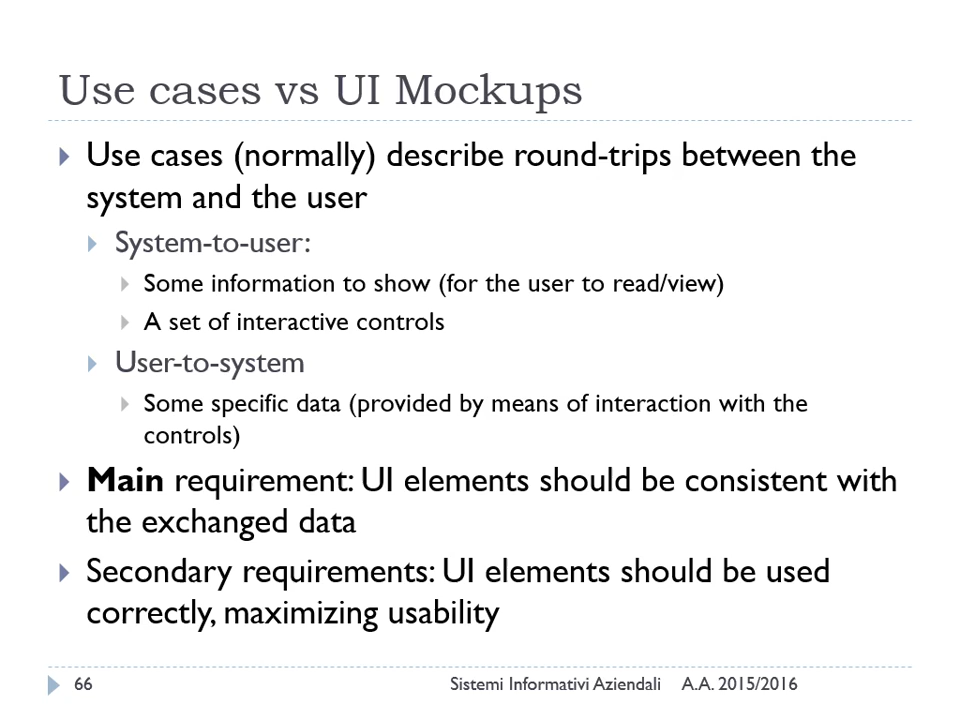 Use cases vs UI Mockups
Use cases (normally) describe round-trips between the
system and the user
System-to-user:
Some information to show (for the user to read/view)
A set of interactive controls
User-to-system
Some specific data (provided by means of interaction with the
controls)
Main requirement: UI elements should be consistent with
the exchanged data
Secondary requirements: UI elements should be used
correctly, maximizing usability
66 Sistemi Informativi Aziendali A.A. 2015/2016